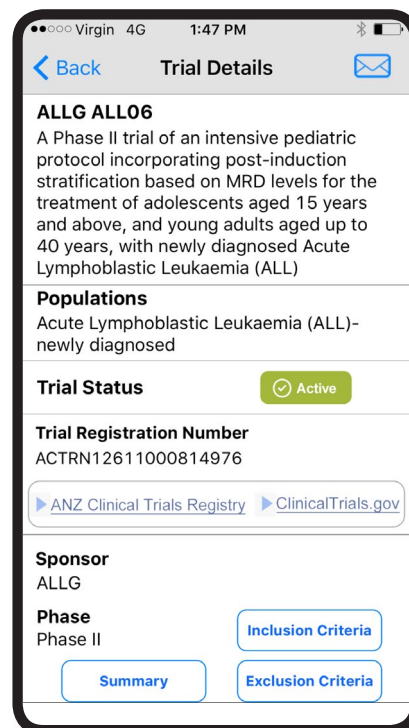 Virgin 4G 1:47 PM
Back Trial Details
ALLG ALL06
A Phase II trial of an intensive pediatric
protocol incorporating post-induction
stratification based on MRD levels for the
treatment of adolescents aged 15 years
and above, and young adults aged up to
40 years, with newly diagnosed Acute
Lymphoblastic Leukaemia (ALL)
Populations
Acute Lymphoblastic Leukaemia (ALL)-
newly diagnosed
Trial Status Active
Trial Registration Number
ACTRN12611000814976
ANZ Clinical Trials Registry ClinicalTrials.gov
Sponsor
ALLG
Phase
Phase II
Inclusion Criteria
Summary Exclusion Criteria